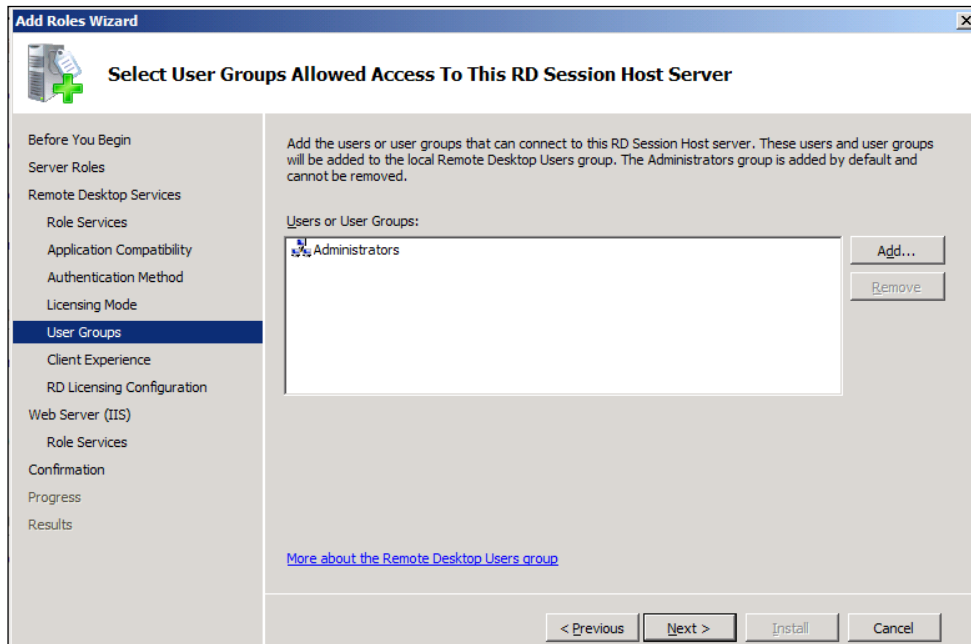 Add Roles Wizard
Select User Groups Allowed Access To This RD Session Host Server
Before You Begin
Server Roles
Remote Desktop Services
Role Services
Application Compatibility
Authentication Method
Licensing Mode
User Groups
Client Experience
RD Licensing Configuration
Web Server (IIS)
Role Services
Confirmation
Progress
Results
Add the users or user groups that can connect to this RD Session Host server. These users and user groups
will be added to the local Remote Desktop Users group. The Administrators group is added by default and
cannot be removed.
Users or User Groups:
Administrators
Add...
Remove
More about the Remote Desktop Users group
< Previous
Next >
Install
Cancel